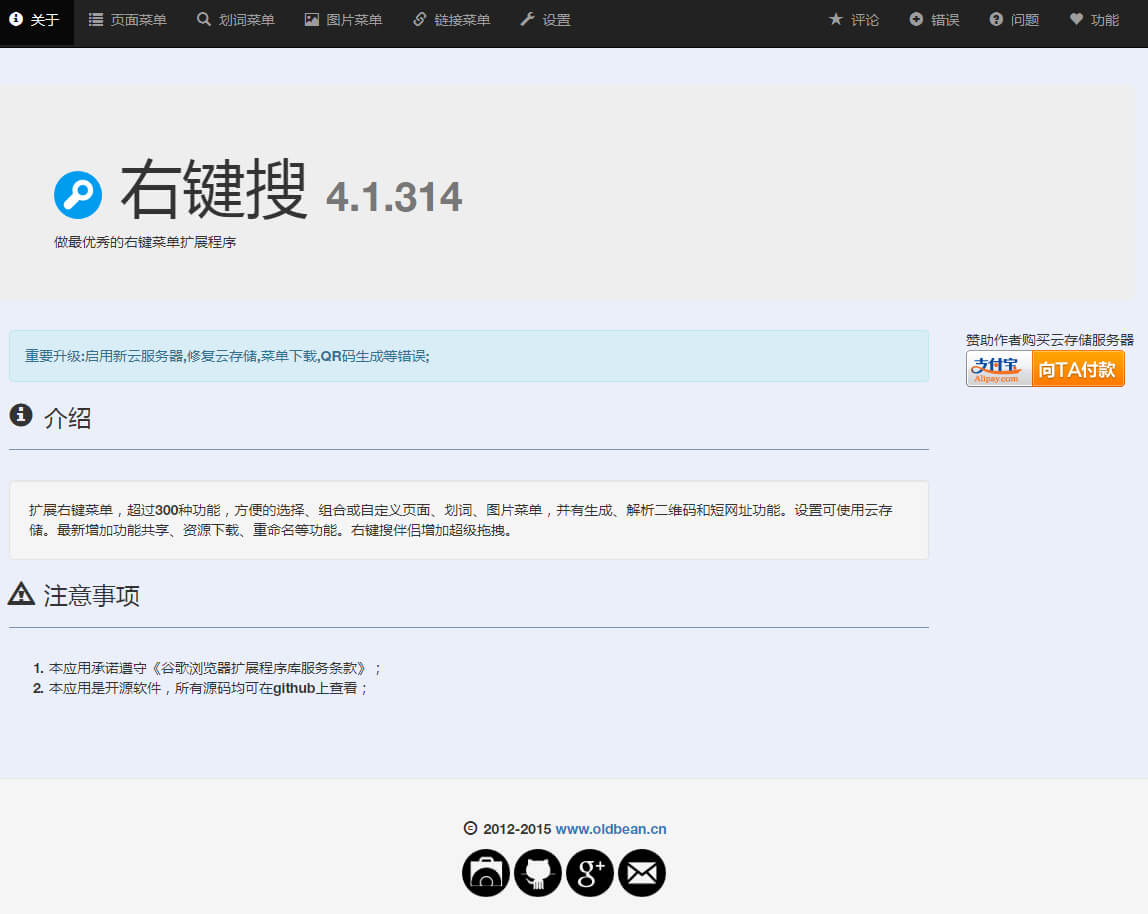 关于 页面菜单 划词菜单 图片菜单 链接菜单 设置 评论 错误 问题 功能
右键搜 4.1.314
做最优秀的右键菜单扩展程序
重要升级:启用新云服务器,修复云存储,菜单下载,QR码生成等错误;
赞助作者购买云存储服务器
支付宝 Alipay.com 向TA付款
介绍
扩展右键菜单，超过300种功能，方便的选择、组合或自定义页面、划词、图片菜单，并有生成、解析二维码和短网址功能。设置可使用云存
储。最新增加功能共享、资源下载、重命名等功能。右键搜伴侣增加超级拖拽。
注意事项
1. 本应用承诺遵守《谷歌浏览器扩展程序库服务条款》；
2. 本应用是开源软件，所有源码均可在github上查看；
© 2012-2015 www.oldbean.cn
g+